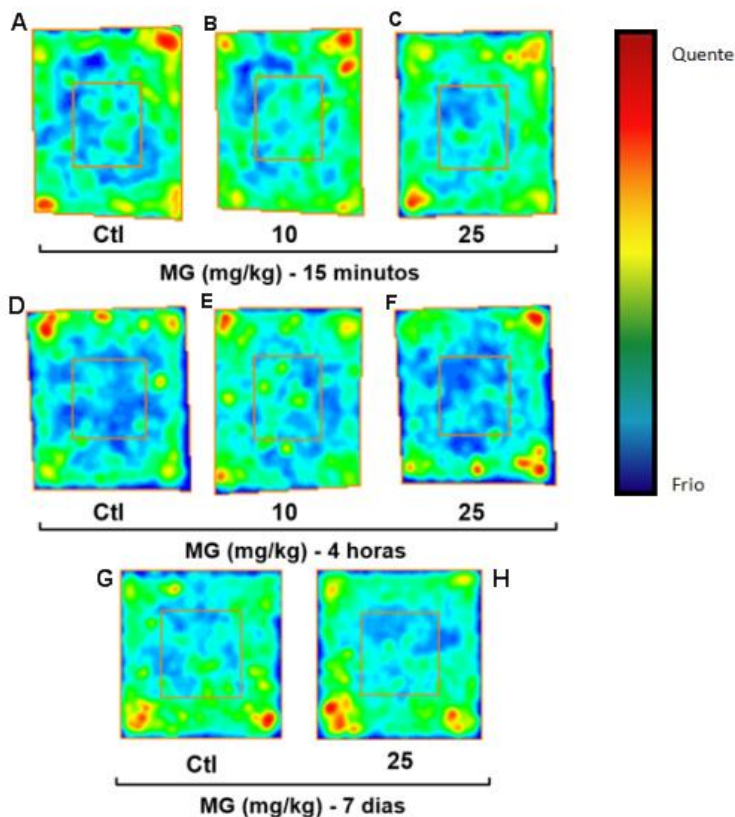 A B C
Quente
Ctl 10 25
MG (mg/kg) - 15 minutos
D E F
Frio
Ctl 10 25
MG (mg/kg) - 4 horas
G H
Ctl 25
MG (mg/kg) - 7 dias